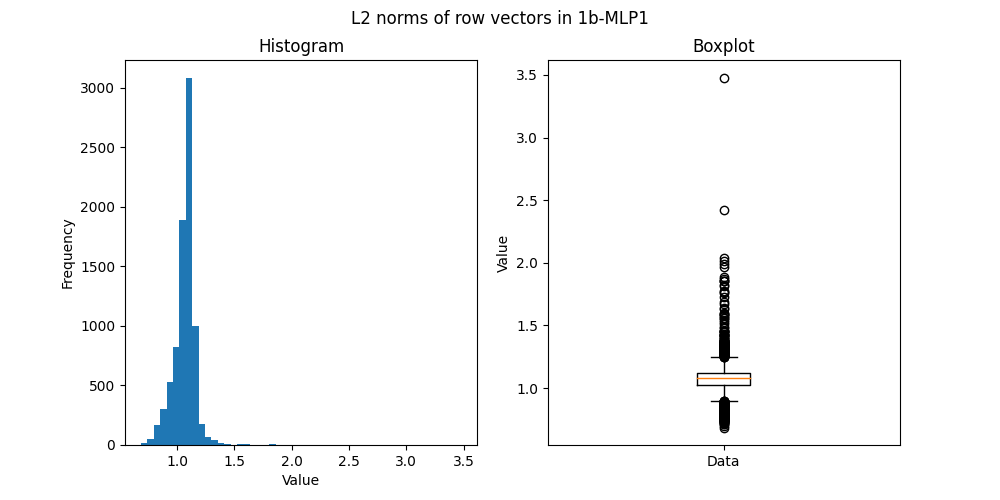 L2 norms of row vectors in 1b-MLP1
Histogram
Frequency
3000
2500
2000
1500
1000
500
0
1.0 1.5 2.0 2.5 3.0 3.5
Value
Boxplot
Value
3.5
3.0
2.5
2.0
1.5
1.0
Data